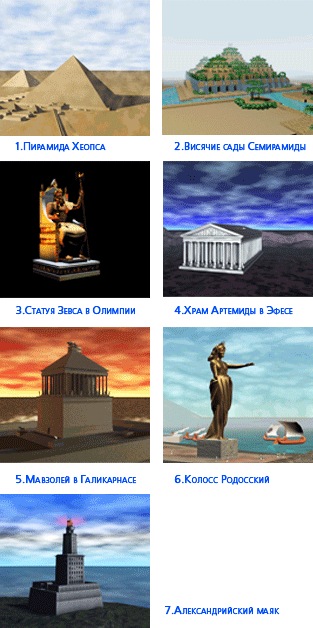 1.Пирамида Хеопса
2.Висячие сады Семирамиды
3.Статуя Зевса в Олимпии
4.Храм Артемиды в Эфесе
5.Мавзолей в Галикарнасе
6.Колосс Родосский
7.Александрийский маяк